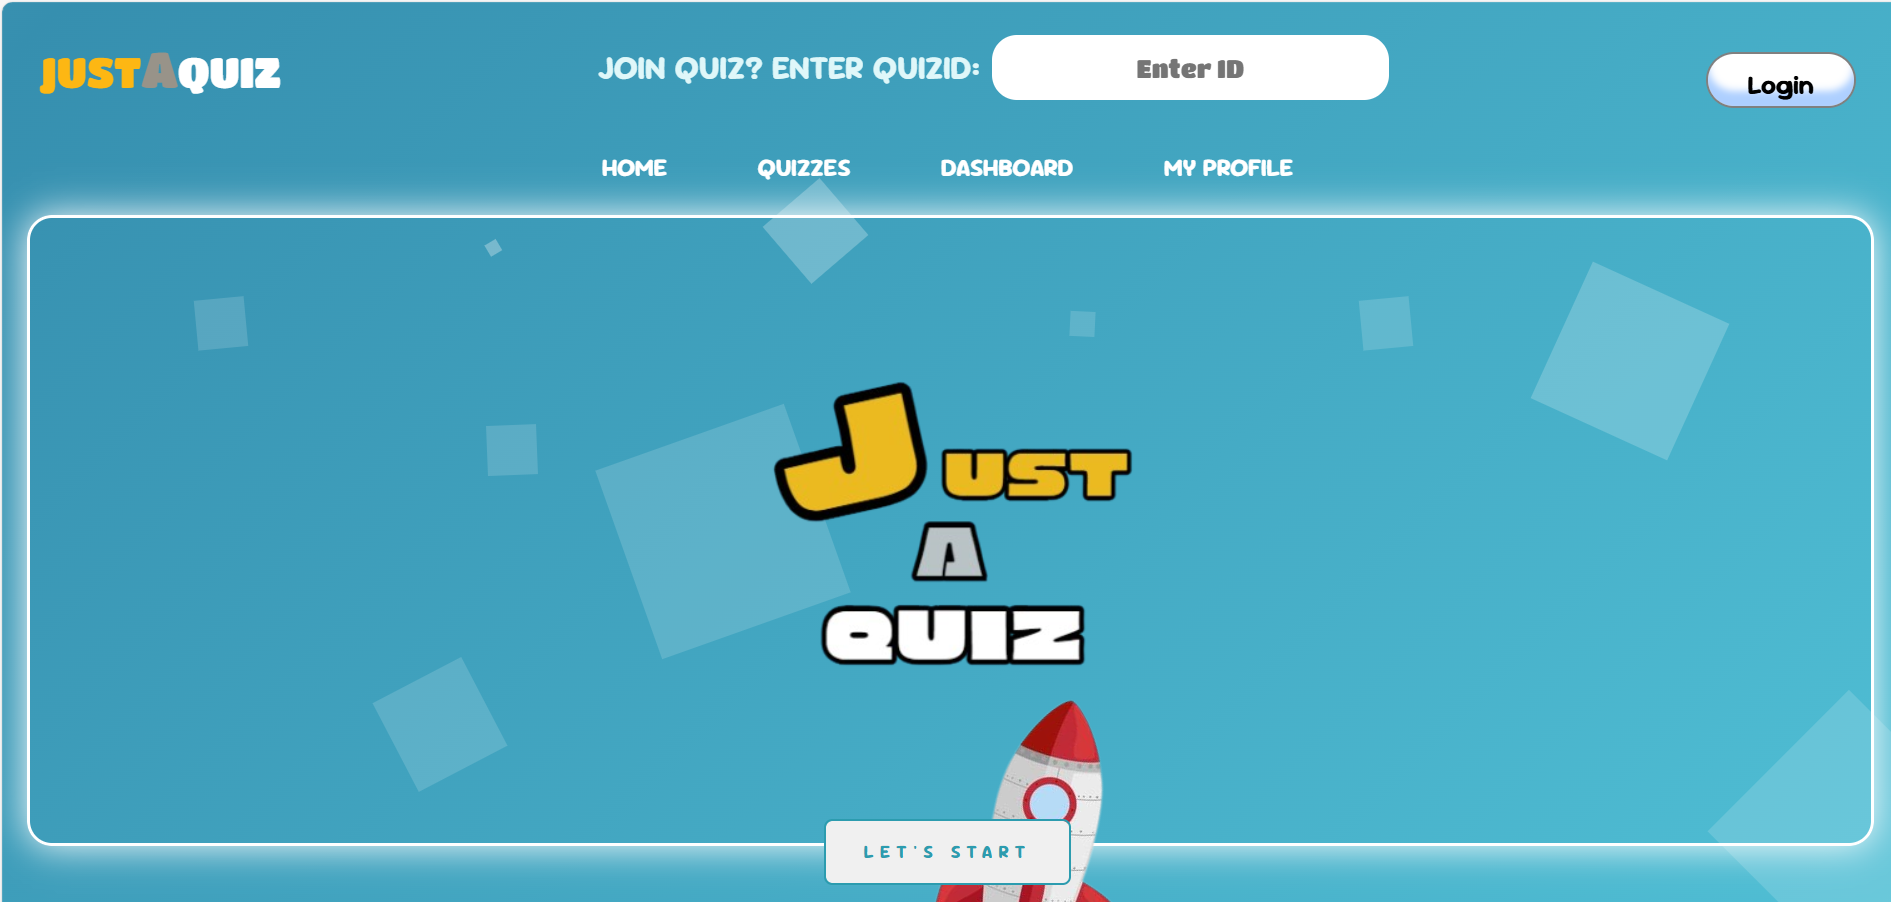 JUSTAQUIZ
JOIN QUIZ? ENTER QUIZID:
Enter ID
Login
HOME
QUIZZES
DASHBOARD
MY PROFILE
JUST
A
QUIZ
LET'S START